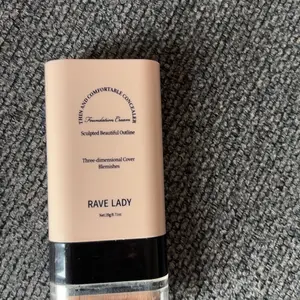 THIN AND COMFORTABLE CONCEALER
Foundation Cream
Sculpted Beautiful Outline
Three-dimensional Cover
Blemishes
RAVE LADY